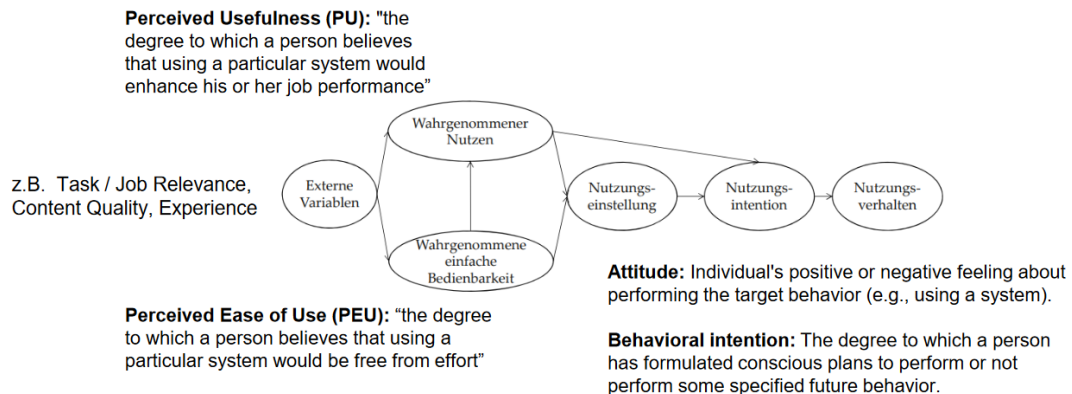 Perceived Usefulness (PU): "the
degree to which a person believes
that using a particular system would
enhance his or her job performance”
Wahrgenommener
Nutzen
z.B.  Task / Job Relevance,
Content Quality, Experience
Externe
Variablen
Nutzungs-
einstellung
Nutzungs-
intention
Nutzungs-
verhalten
Wahrgenommene
einfache
Bedienbarkeit
Perceived Ease of Use (PEU): “the degree
to which a person believes that using a
particular system would be free from effort”
Attitude: Individual's positive or negative feeling about
performing the target behavior (e.g., using a system).
Behavioral intention: The degree to which a person
has formulated conscious plans to perform or not
perform some specified future behavior.